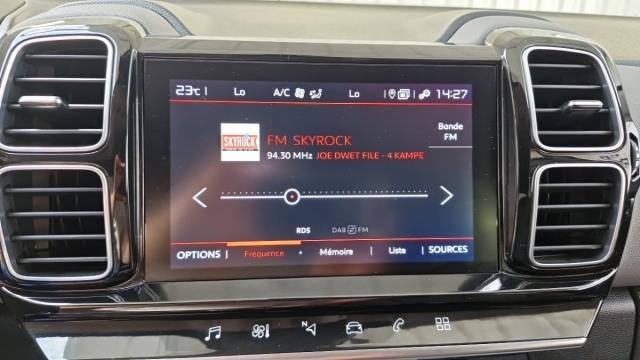 23°C Lo A/C Lo 14:27
SKYROCK
FM SKYROCK
Bande
FM
94.30 MHz JOE DWET FILE - 4 KAMPE
RDS DAB FM
OPTIONS Fréquence Mémoire Liste SOURCES
N